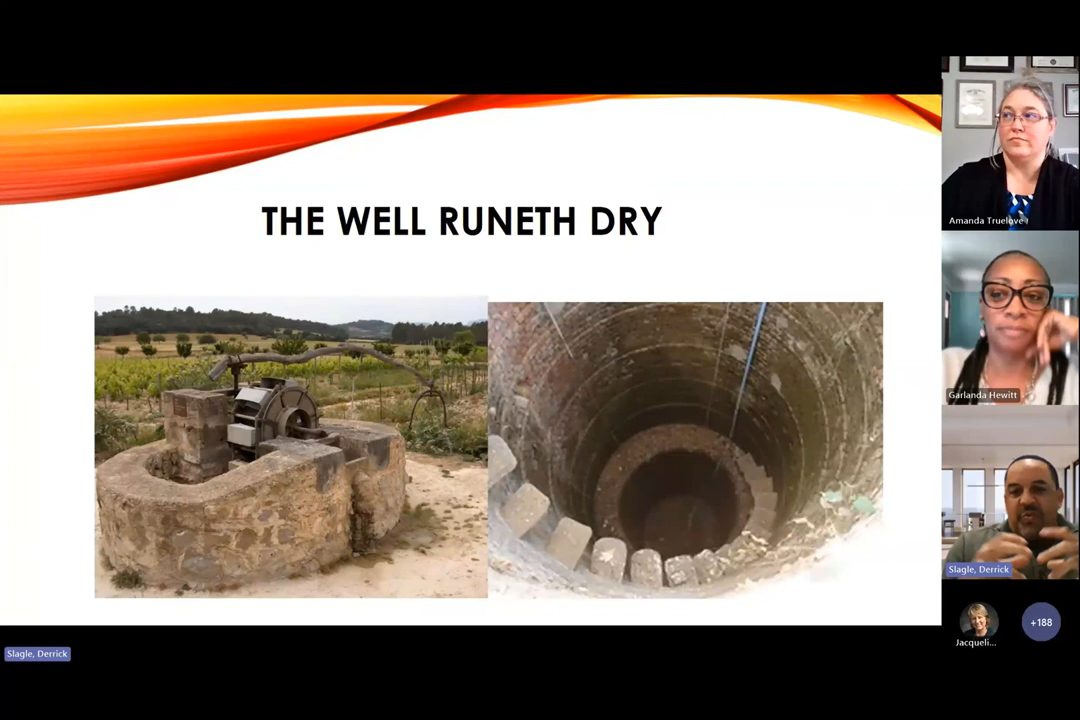 THE WELL RUNETH DRY
Amanda Truelove
Garlanda Hewitt
Slagle, Derrick
Jacqueli...
+188
Slagle, Derrick